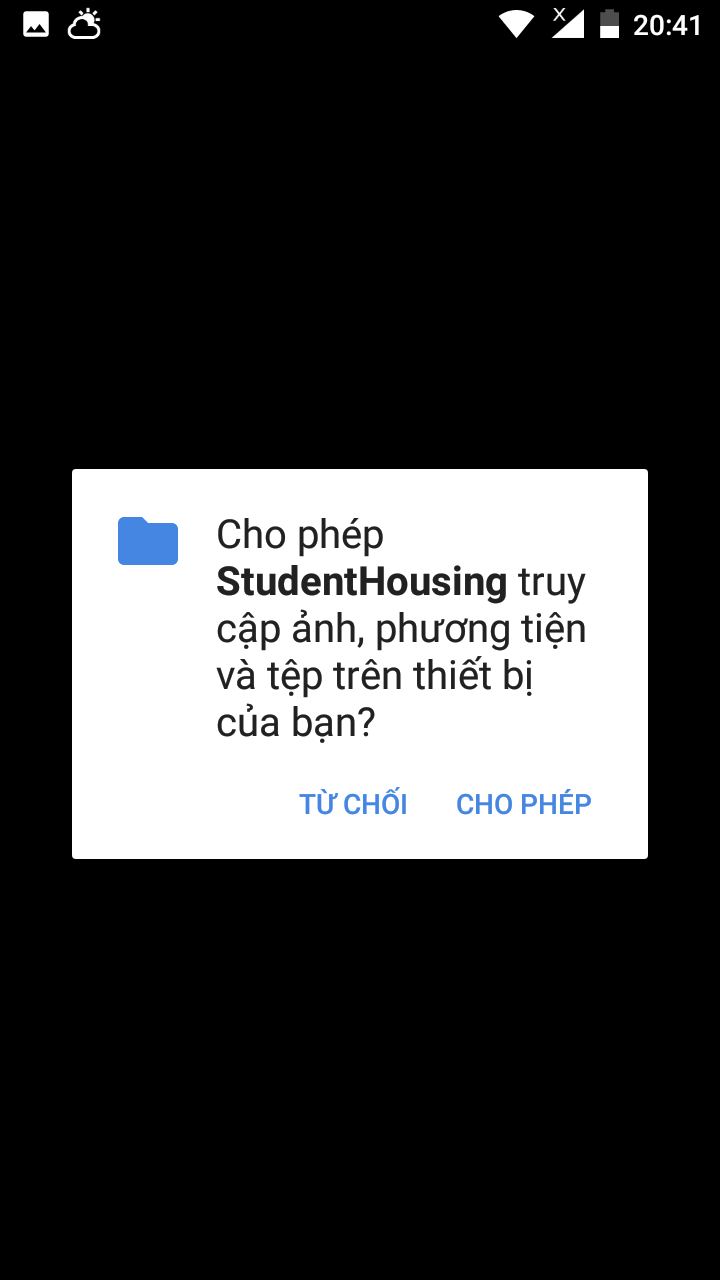 20:41
Cho phép
StudentHousing truy
cập ảnh, phương tiện
và tệp trên thiết bị
của bạn?
TỪ CHỐI CHO PHÉP